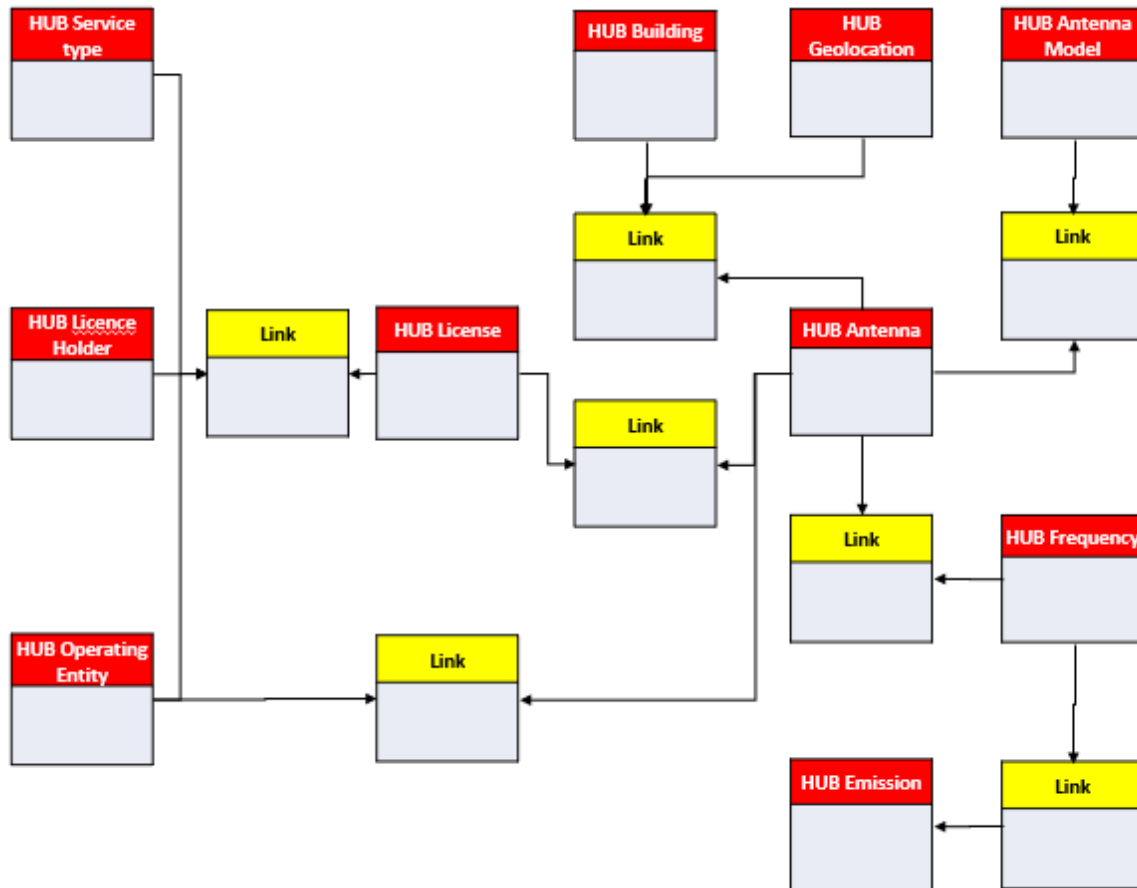 HUB Service
type
HUB Building
HUB
Geolocation
HUB Antenna
Model
Link
Link
HUB Licence
Holder
Link
HUB License
HUB Antenna
Link
Link
HUB Frequency
HUB Operating
Entity
Link
HUB Emission
Link